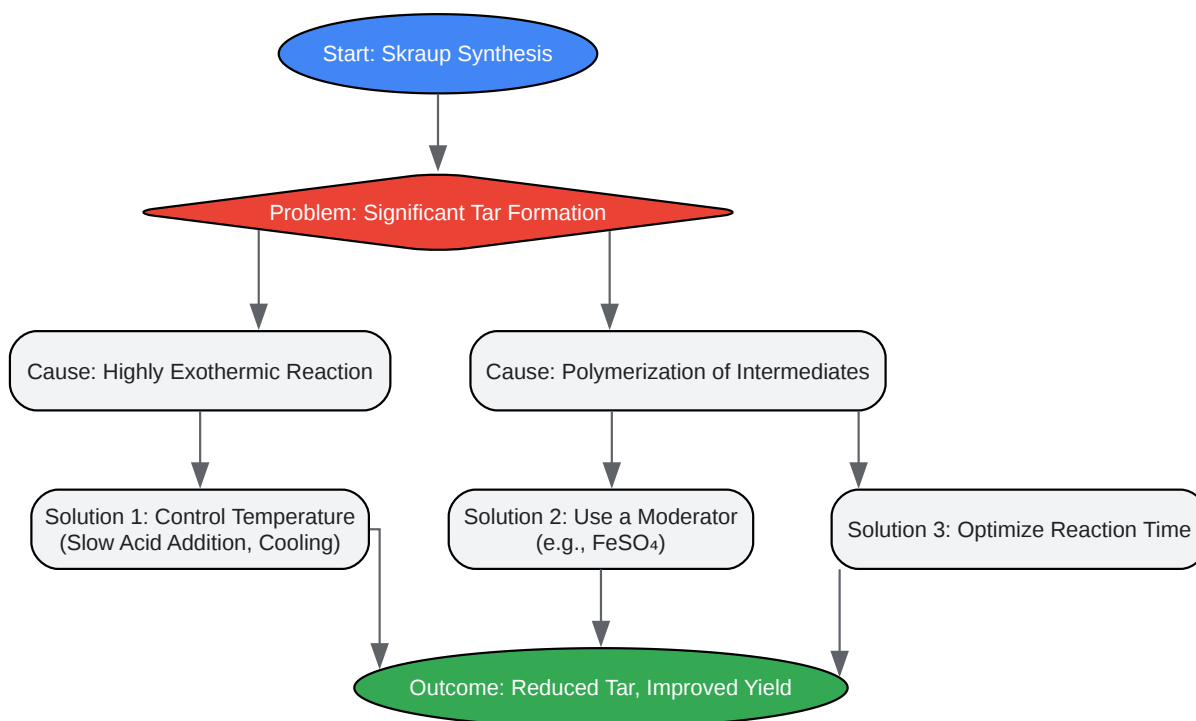 Start: Skraup Synthesis
Problem: Significant Tar Formation
Cause: Highly Exothermic Reaction
Cause: Polymerization of Intermediates
Solution 1: Control Temperature
(Slow Acid Addition, Cooling)
Solution 2: Use a Moderator
(e.g., FeSO₄)
Solution 3: Optimize Reaction Time
Outcome: Reduced Tar, Improved Yield